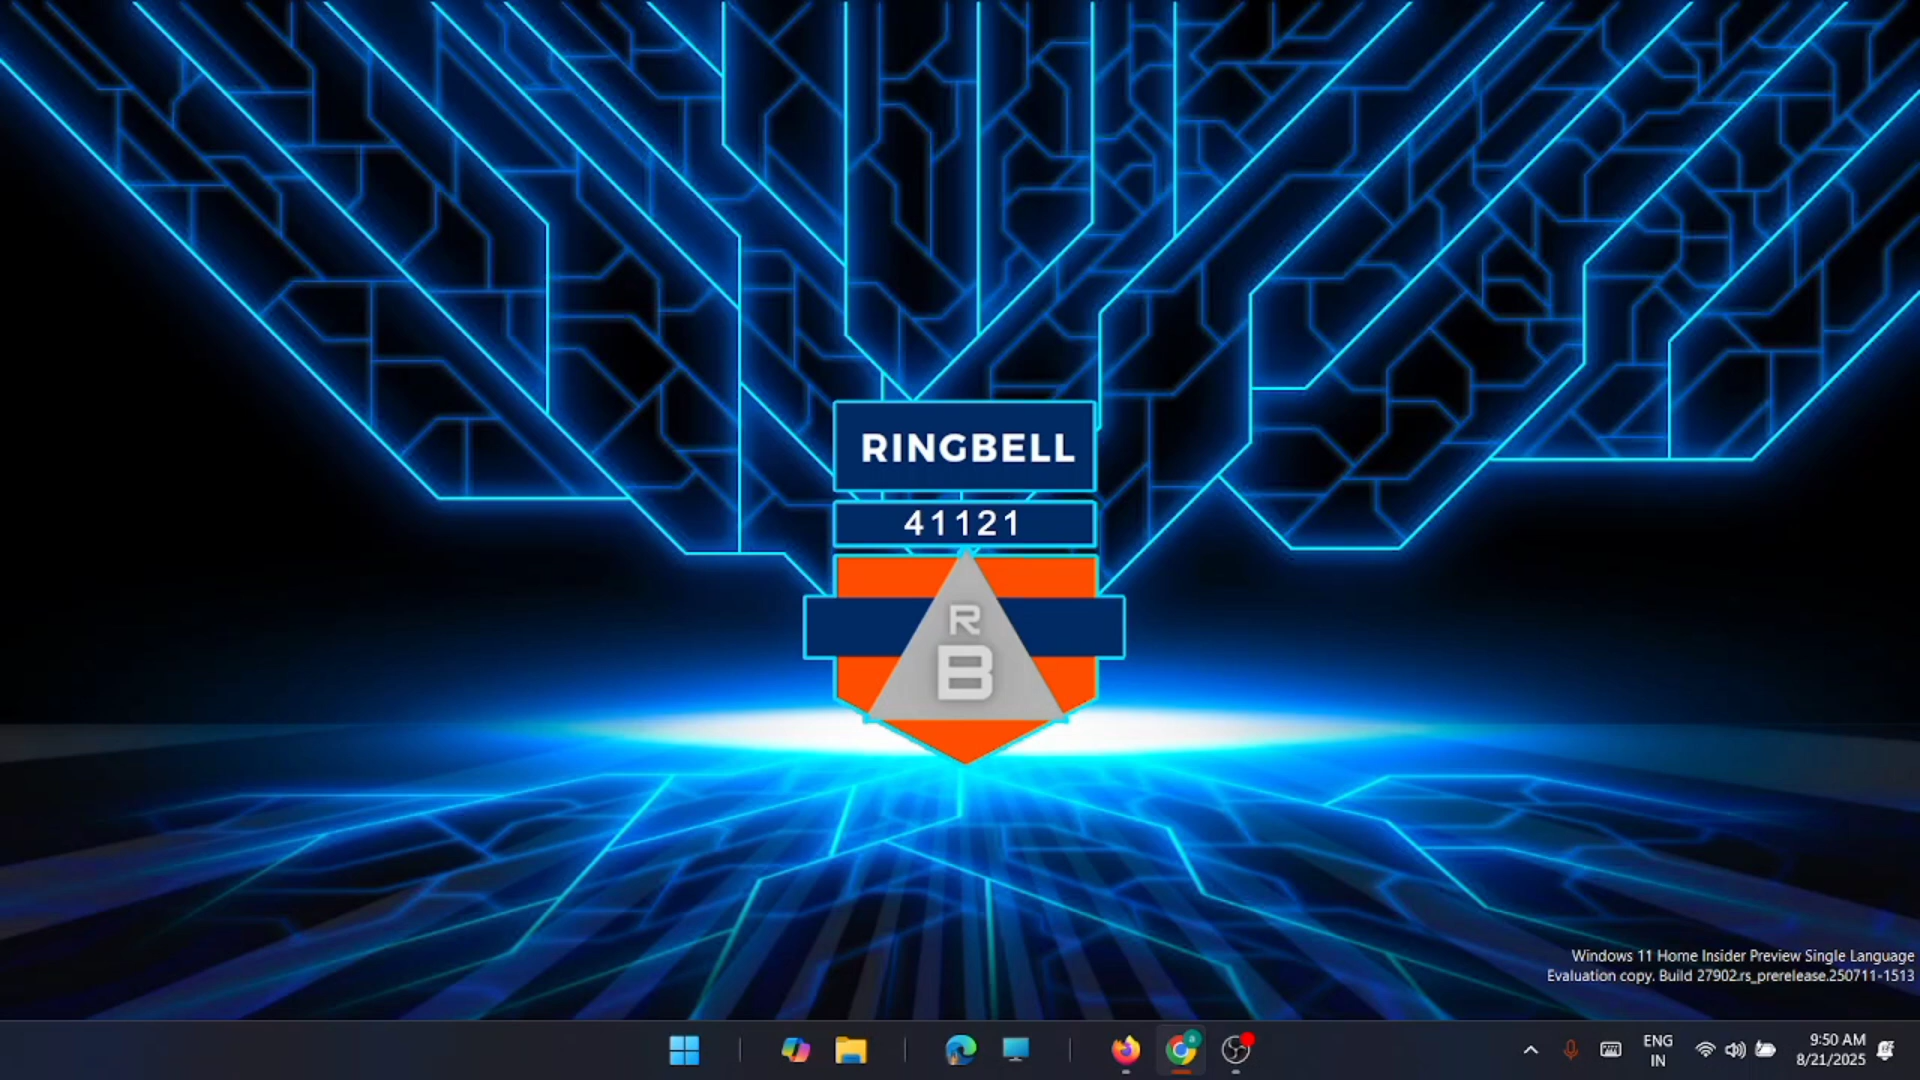 RINGBELL
41121
R
B
Windows 11 Home Insider Preview Single Language
Evaluation copy. Build 27902.rs_prerelease.250711-1513
ENG
IN
9:50 AM
8/21/2025